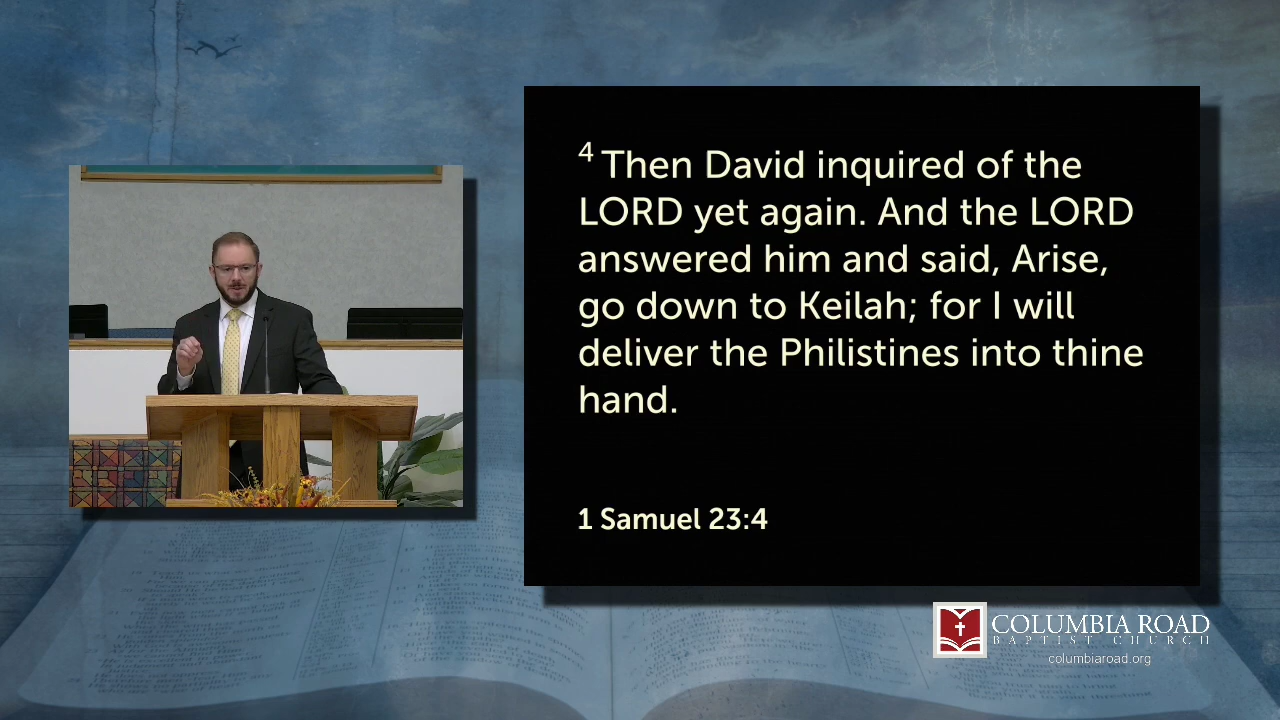 4 Then David inquired of the
LORD yet again. And the LORD
answered him and said, Arise,
go down to Keilah; for I will
deliver the Philistines into thine
hand.
1 Samuel 23:4
COLUMBIA ROAD
BAPTIST CHURCH
columbiaroad.org